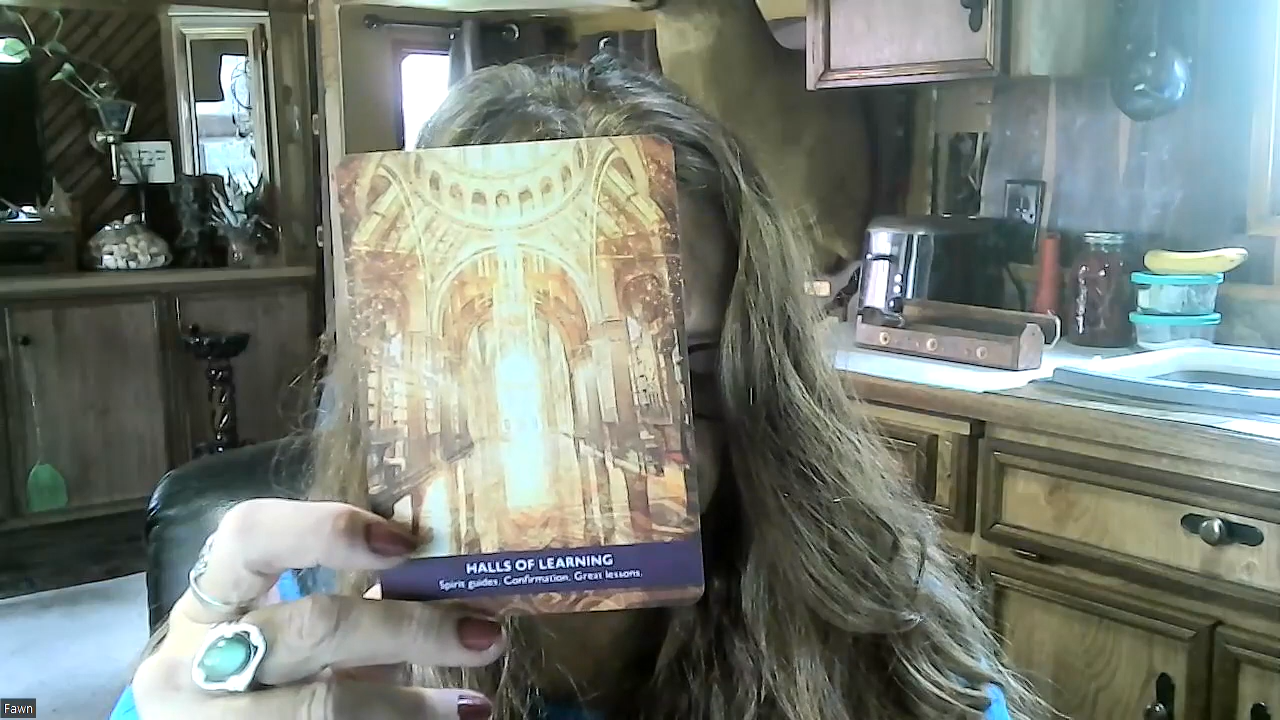 HALLS OF LEARNING
Spirit guides. Confirmation. Great lessons.
Fawn